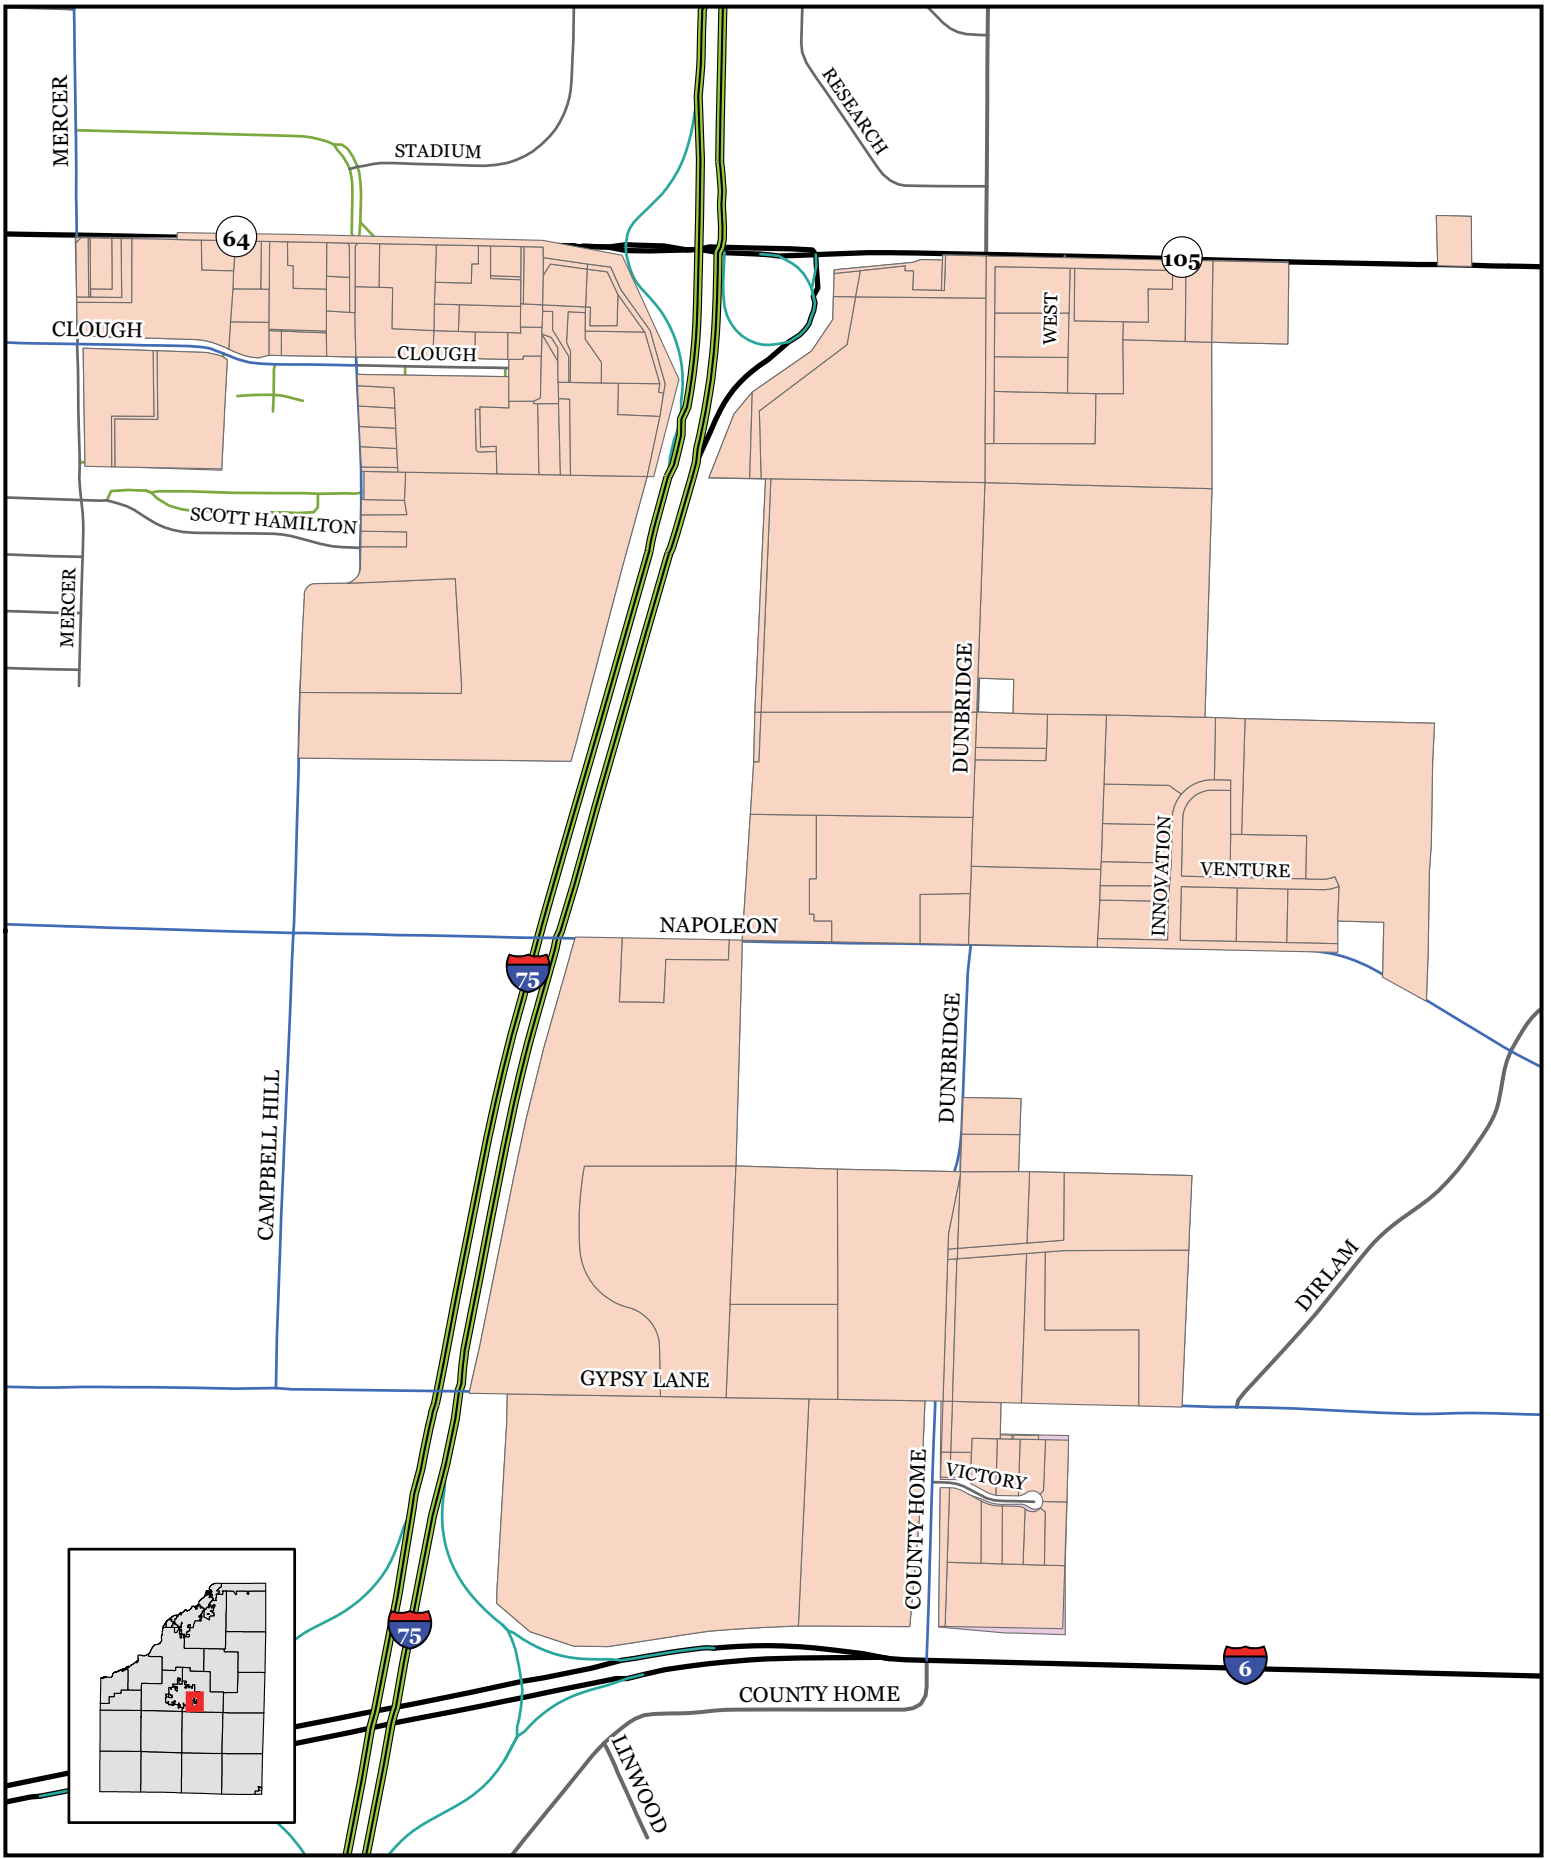 MERCER
STADIUM
RESEARCH
64
105
CLOUGH
CLOUGH
WEST
SCOTT HAMILTON
MERCER
DUNBRIDGE
INNOVATION
VENTURE
NAPOLEON
75
DUNBRIDGE
CAMPBELL HILL
DIRLAM
GYPSY LANE
VICTORY
COUNTY HOME
75
6
COUNTY HOME
LINWOOD